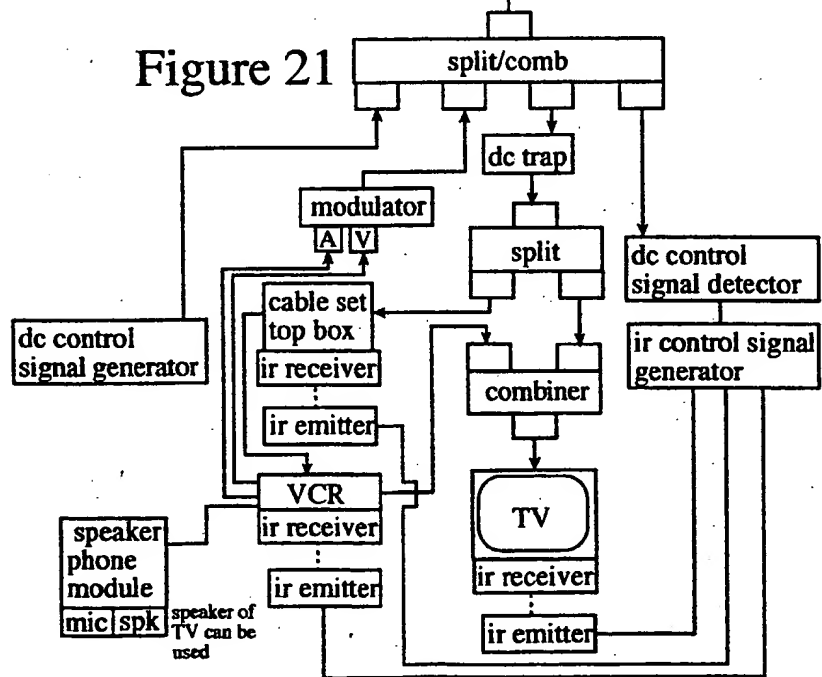 Figure 21
split/comb
dc trap
modulator
A V
split
dc control
signal detector
cable set
top box
ir receiver
dc control
signal generator
ir control signal
generator
combiner
ir emitter
VCR
ir receiver
TV
speaker
phone
module
mic spk
speaker of
TV can be
used
ir emitter
ir receiver
ir emitter